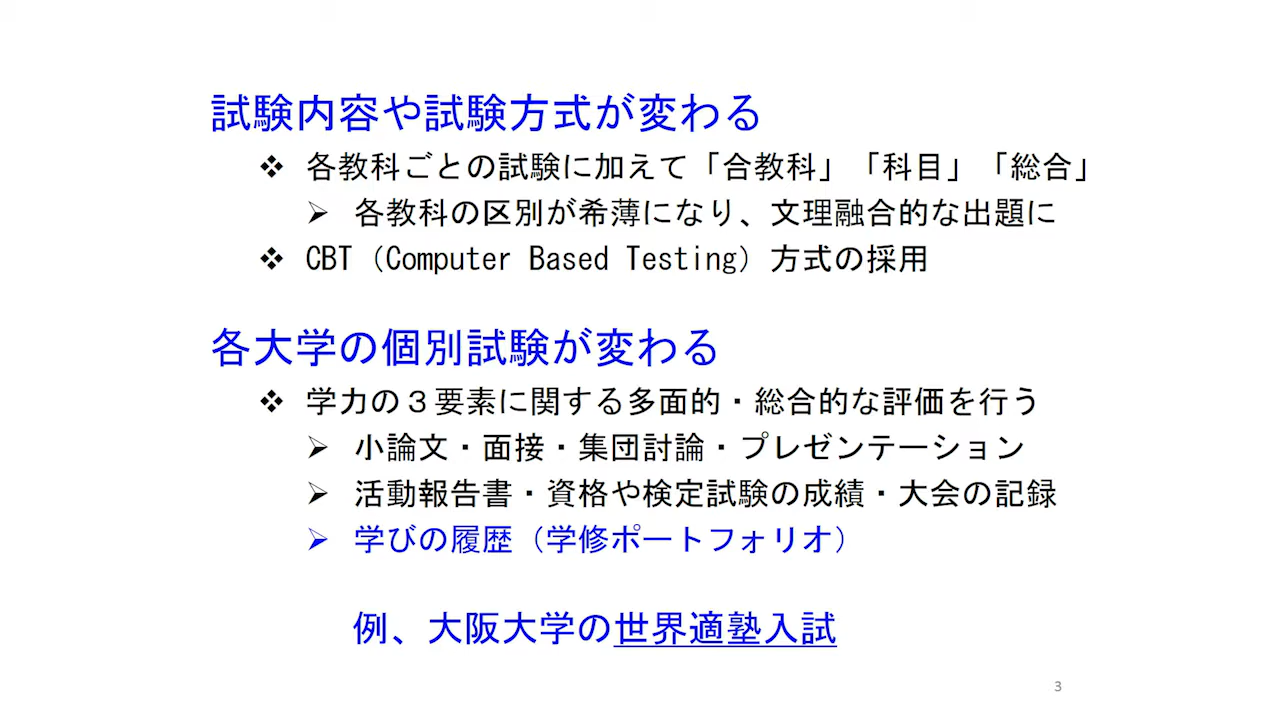 試験内容や試験方式が変わる
❖ 各教科ごとの試験に加えて「合教科」「科目」「総合」
➢ 各教科の区別が希薄になり、文理融合的な出題に
❖ CBT（Computer Based Testing）方式の採用
各大学の個別試験が変わる
❖ 学力の３要素に関する多面的・総合的な評価を行う
➢ 小論文・面接・集団討論・プレゼンテーション
➢ 活動報告書・資格や検定試験の成績・大会の記録
➢ 学びの履歴（学修ポートフォリオ）
例、大阪大学の世界適塾入試
3